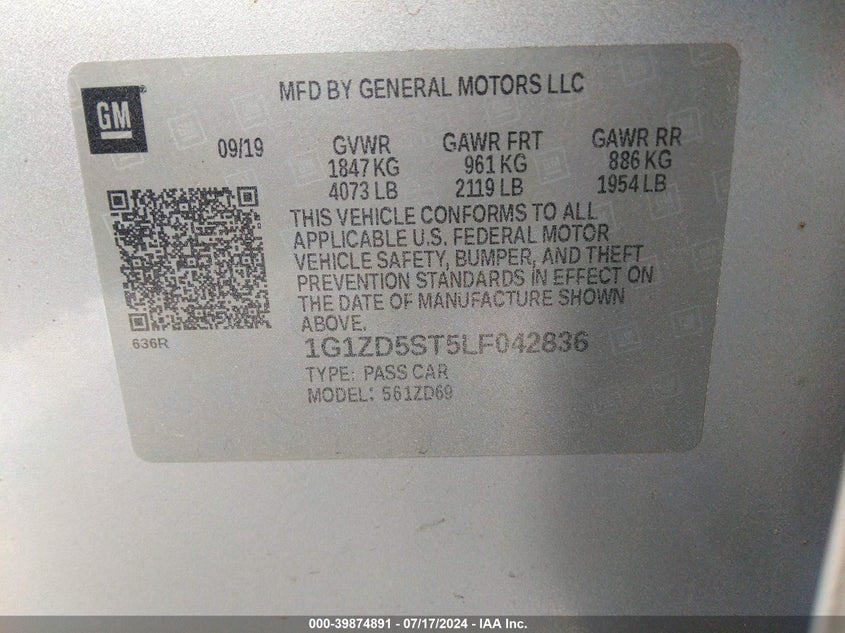 GM
MFD BY GENERAL MOTORS LLC
09/19 GVWR GAWR FRT GAWR RR
1847 KG 961 KG 886 KG
4073 LB 2119 LB 1954 LB
THIS VEHICLE CONFORMS TO ALL
APPLICABLE U.S. FEDERAL MOTOR
VEHICLE SAFETY, BUMPER, AND THEFT
PREVENTION STANDARDS IN EFFECT ON
THE DATE OF MANUFACTURE SHOWN
ABOVE.
636R
1G1ZD5ST5LF042836
TYPE: PASS CAR
MODEL: 561ZD69
000-39874891 / 07/17/2024 - IAA Inc.